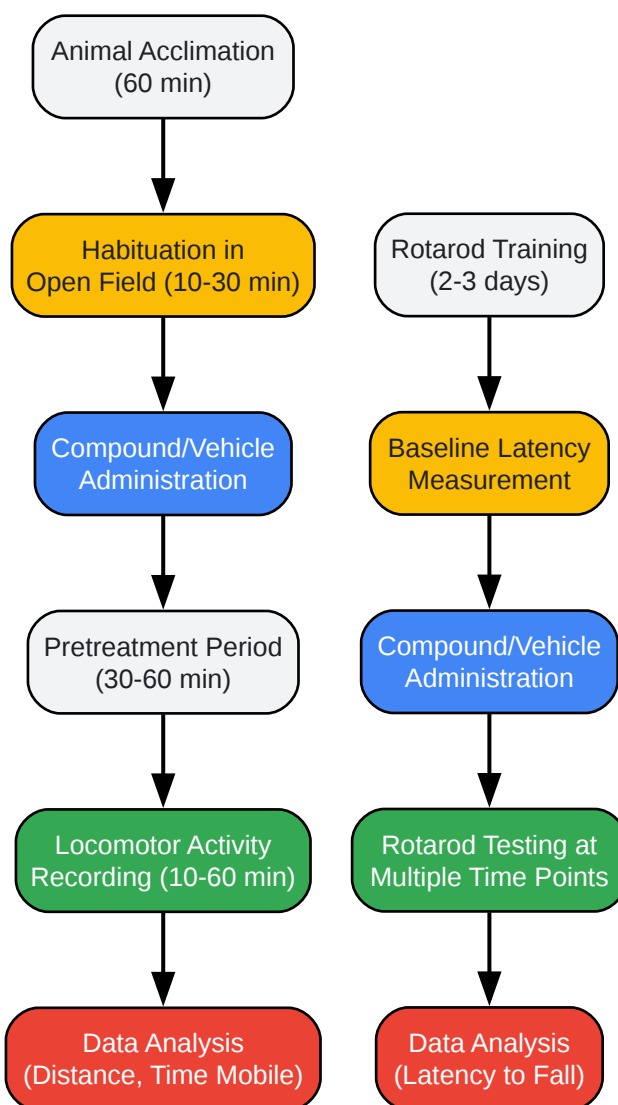 Animal Acclimation
(60 min)
Habituation in
Open Field (10-30 min)
Compound/Vehicle
Administration
Pretreatment Period
(30-60 min)
Locomotor Activity
Recording (10-60 min)
Data Analysis
(Distance, Time Mobile)
Rotarod Training
(2-3 days)
Baseline Latency
Measurement
Compound/Vehicle
Administration
Rotarod Testing at
Multiple Time Points
Data Analysis
(Latency to Fall)